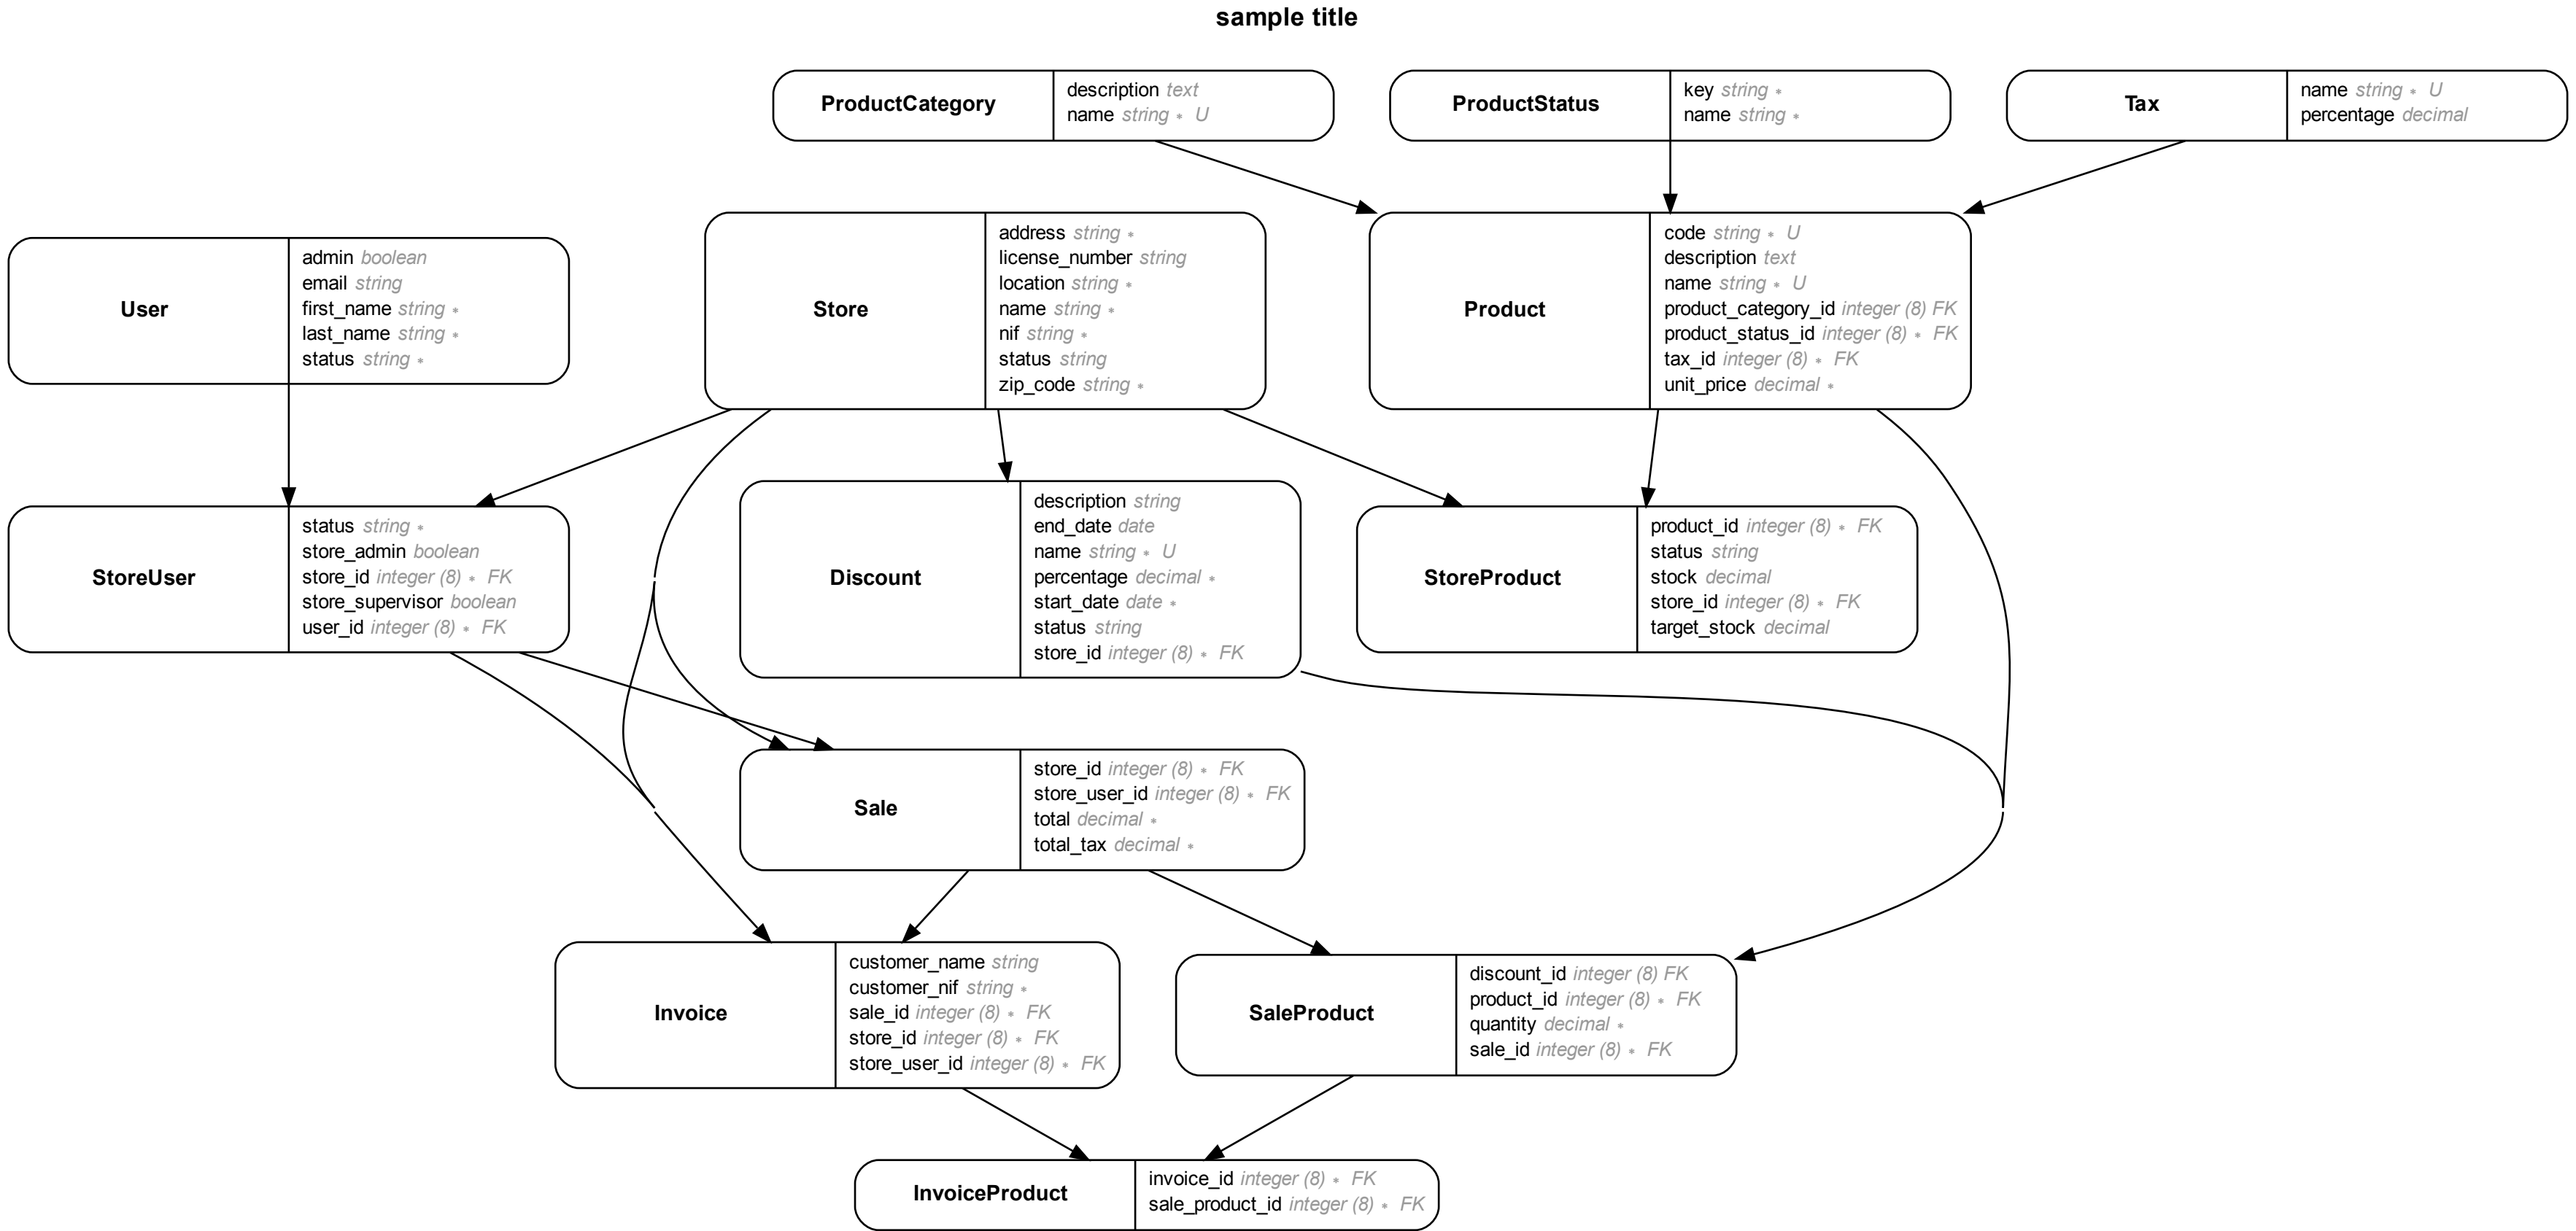 sample title
ProductCategory
description text
name string * U
ProductStatus
key string *
name string *
Tax
name string * U
percentage decimal
User
admin boolean
email string
first_name string *
last_name string *
status string *
Store
address string *
license_number string
location string *
name string *
nif string *
status string
zip_code string *
Product
code string * U
description text
name string * U
product_category_id integer (8) FK
product_status_id integer (8) * FK
tax_id integer (8) * FK
unit_price decimal *
StoreUser
status string *
store_admin boolean
store_id integer (8) * FK
store_supervisor boolean
user_id integer (8) * FK
Discount
description string
end_date date
name string * U
percentage decimal *
start_date date *
status string
store_id integer (8) * FK
StoreProduct
product_id integer (8) * FK
status string
stock decimal
store_id integer (8) * FK
target_stock decimal
Sale
store_id integer (8) * FK
store_user_id integer (8) * FK
total decimal *
total_tax decimal *
Invoice
customer_name string
customer_nif string *
sale_id integer (8) * FK
store_id integer (8) * FK
store_user_id integer (8) * FK
SaleProduct
discount_id integer (8) FK
product_id integer (8) * FK
quantity decimal *
sale_id integer (8) * FK
InvoiceProduct
invoice_id integer (8) * FK
sale_product_id integer (8) * FK